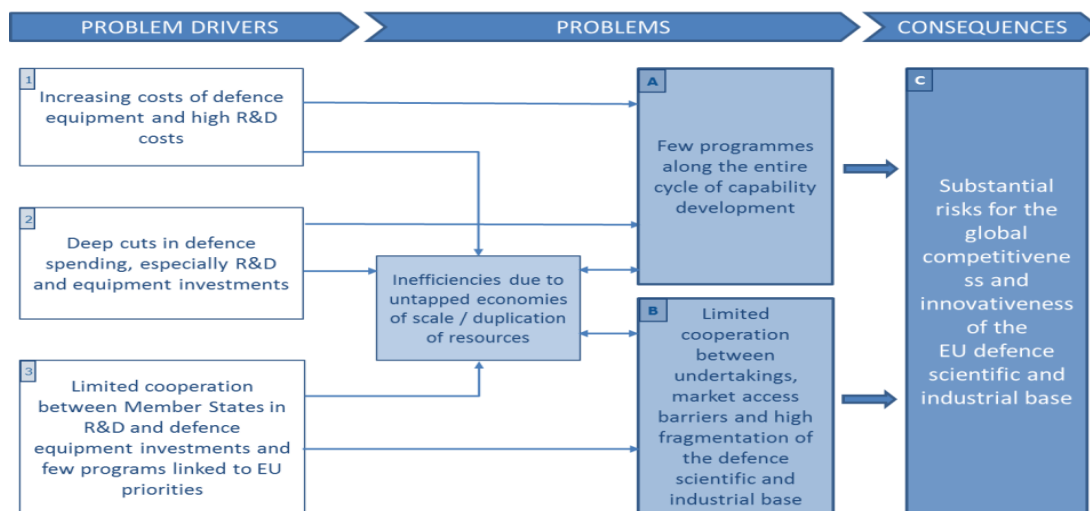 PROBLEM DRIVERS
PROBLEMS
CONSEQUENCES
1
Increasing costs of defence
equipment and high R&D
costs
2
Deep cuts in defence
spending, especially R&D
and equipment investments
3
Limited cooperation
between Member States in
R&D and defence
equipment investments and
few programs linked to EU
priorities
Inefficiencies due to
untapped economies
of scale / duplication
of resources
A
Few programmes
along the entire
cycle of capability
development
B
Limited
cooperation
between
undertakings,
market access
barriers and high
fragmentation of
the defence
scientific and
industrial base
C
Substantial
risks for the
global
competitivene
ss and
innovativeness
of the
EU defence
scientific and
industrial base